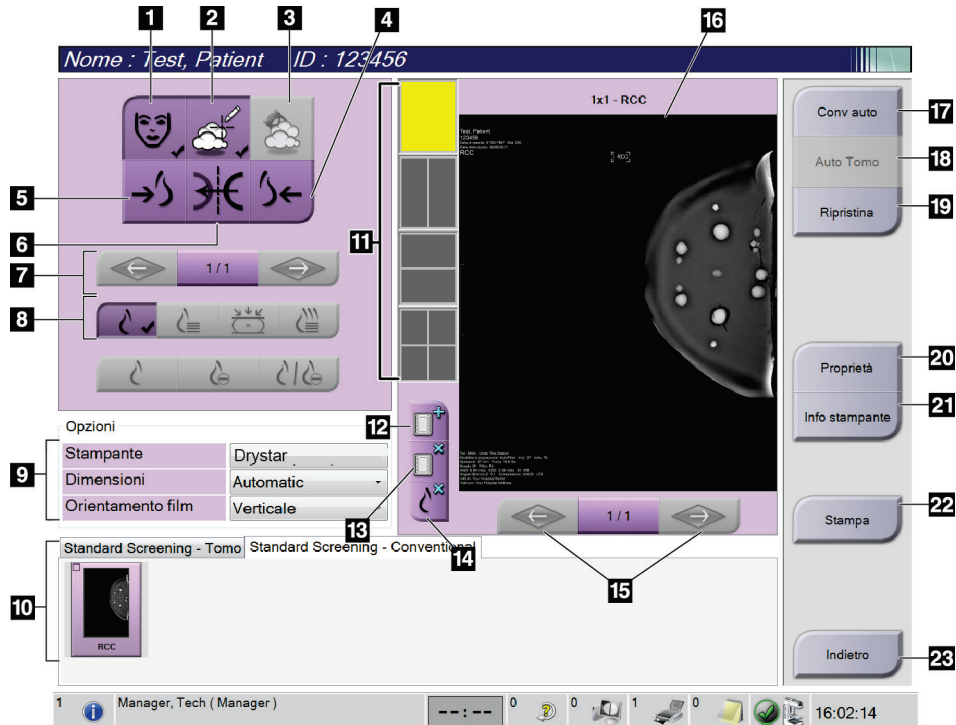 1 2 3 4 16
Nome : Test, Patient ID : 123456
1x1 - RCC
Test, Patient
123456
RCC
RCC
5
6
7
1 / 1
8
11
12
13
14
Opzioni
9
Stampante Drystar
Dimensioni Automatic
Orientamento film Verticale
1 / 1
15
10
Standard Screening - Tomo Standard Screening - Conventional
RCC
Conv auto 17
Auto Tomo 18
Ripristina 19
Proprietà 20
Info stampante 21
Stampa 22
Indietro 23
1 Manager, Tech ( Manager ) --:-- 0 0 1 0 16:02:14